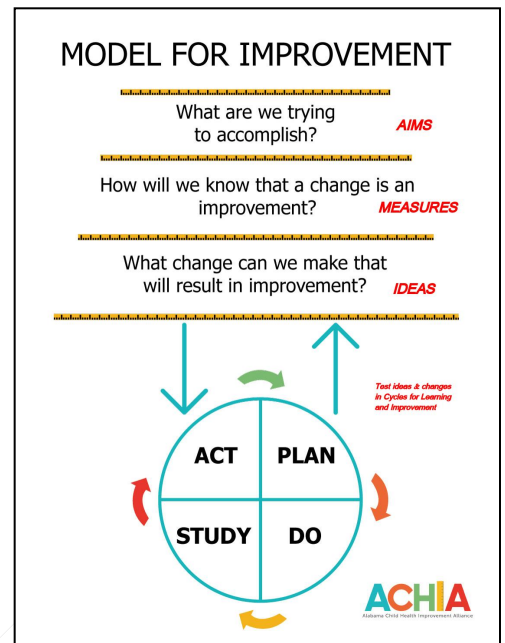 MODEL FOR IMPROVEMENT
What are we trying
to accomplish?
AIMS
How will we know that a change is an
improvement?
MEASURES
What change can we make that
will result in improvement?
IDEAS
Test ideas & changes
in Cycles for Learning
and Improvement
ACT PLAN
STUDY DO
ACHIA
Alabama Child Health Improvement Alliance